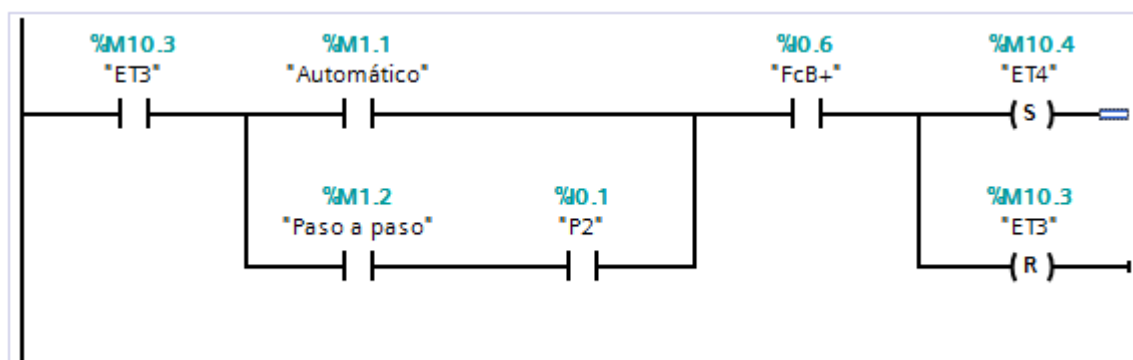 %M10.3 %M1.1 %I0.6 %M10.4
"ET3" "Automático" "FcB+" "ET4"
S
%M1.2 %I0.1 %M10.3
"Paso a paso" "P2" "ET3"
R